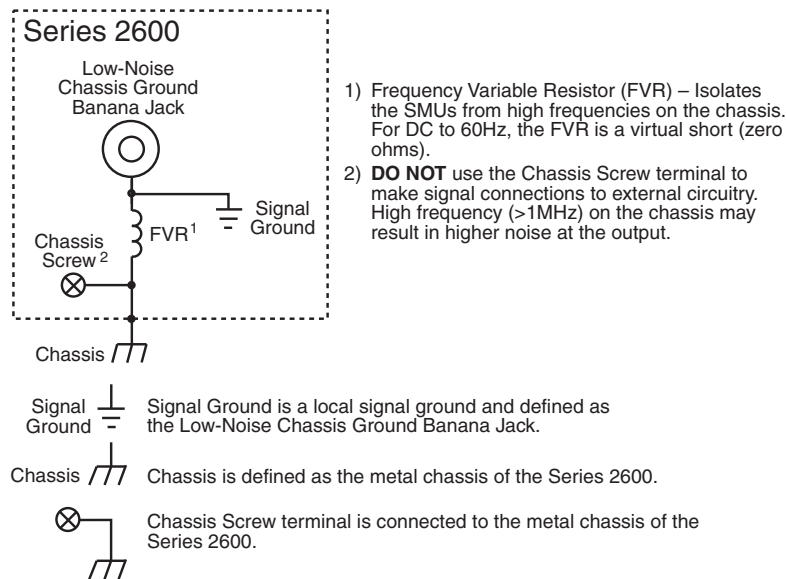 Series 2600
Low-Noise
Chassis Ground
Banana Jack
Signal
Ground
FVR1
Chassis
Screw 2
Chassis
1) Frequency Variable Resistor (FVR) – Isolates
the SMUs from high frequencies on the chassis.
For DC to 60Hz, the FVR is a virtual short (zero
ohms).
2) DO NOT use the Chassis Screw terminal to
make signal connections to external circuitry.
High frequency (>1MHz) on the chassis may
result in higher noise at the output.
Signal
Ground
Signal Ground is a local signal ground and defined as
the Low-Noise Chassis Ground Banana Jack.
Chassis
Chassis is defined as the metal chassis of the Series 2600.
Chassis Screw terminal is connected to the metal chassis of the
Series 2600.